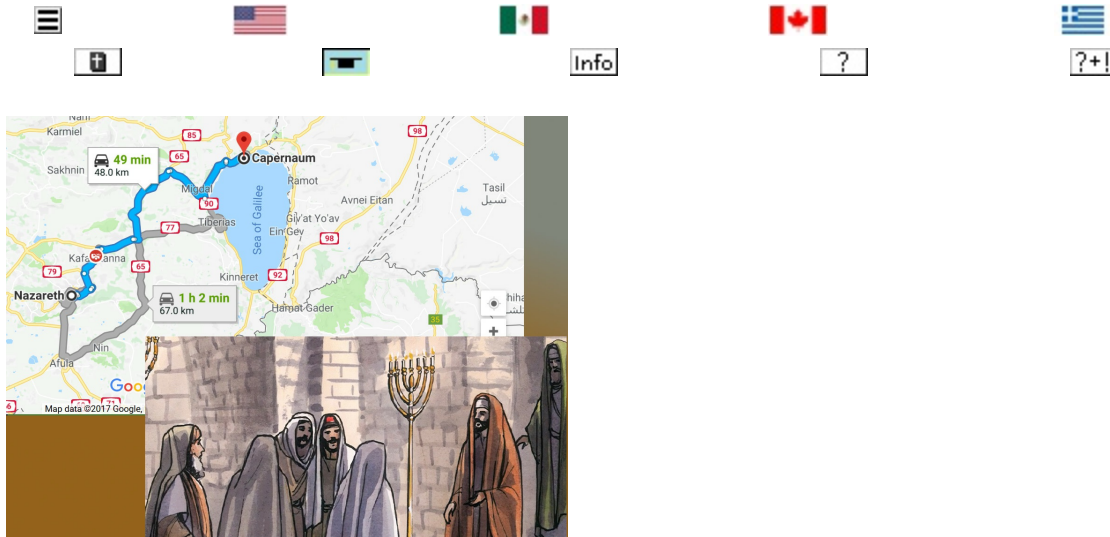 Info
?
?+!
Nahf
Karmiel
85
98
49 min
48.0 km
65
Capernaum
Sakhnin
Migdal
Ramot
Tasil
تسيل
90
Avnei Eitan
Sea of Galilee
Tiberias
77
Giv'at Yo'av
Ein Gev
98
79
65
Kinneret
92
Nazareth
1 h 2 min
67.0 km
Hamat Gader
35
Nin
Afula
Map data ©2017 Google,